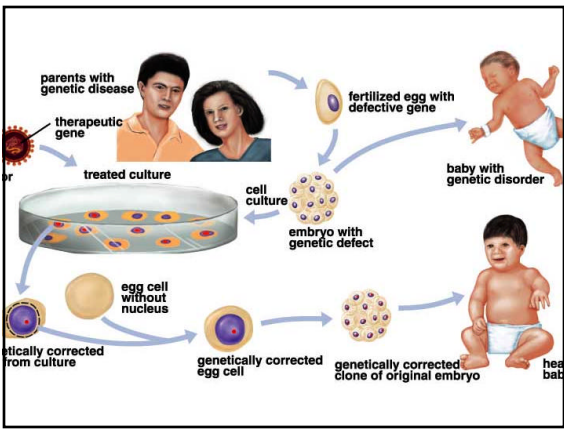 parents with
genetic disease
therapeutic
gene
or
treated culture
fertilized egg with
defective gene
baby with
genetic disorder
cell
culture
embryo with
genetic defect
egg cell
without
nucleus
etically corrected
from culture
genetically corrected
egg cell
genetically corrected
clone of original embryo
hea
bab